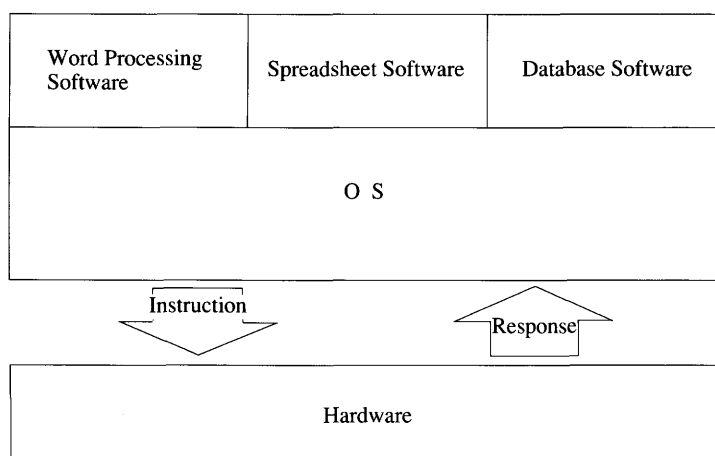 Word Processing
Software
Spreadsheet Software
Database Software
O S
Instruction
Response
Hardware